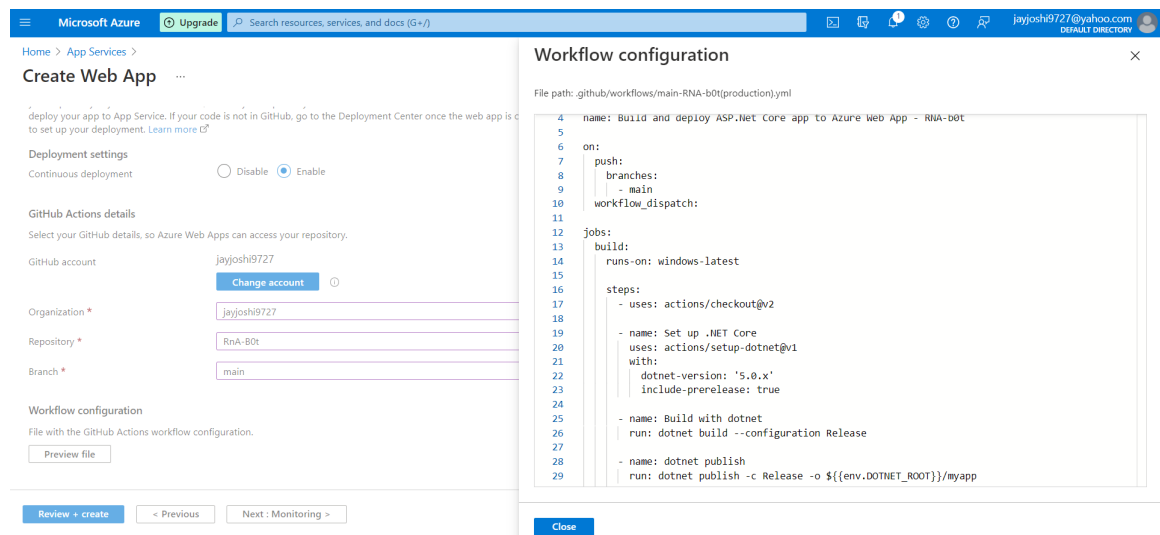 Microsoft Azure
Upgrade
Search resources, services, and docs (G+/)
1
jayjoshi9727@yahoo.com
DEFAULT DIRECTORY
Home > App Services >
Create Web App ...
deploy your app to App Service. If your code is not in GitHub, go to the Deployment Center once the web app is c
to set up your deployment. Learn more
Deployment settings
Continuous deployment
Disable
Enable
GitHub Actions details
Select your GitHub details, so Azure Web Apps can access your repository.
GitHub account
jayjoshi9727
Change account
Organization *
jayjoshi9727
Repository *
RnA-B0t
Branch *
main
Workflow configuration
File with the GitHub Actions workflow configuration.
Preview file
Review + create
< Previous
Next : Monitoring >
Workflow configuration
File path: .github/workflows/main-RNA-b0t(production).yml
4 name: Build and deploy ASP.Net Core app to Azure Web App - RNA-b0t
5
6 on:
7 push:
8 branches:
9 - main
10 workflow_dispatch:
11
12 jobs:
13 build:
14 runs-on: windows-latest
15
16 steps:
17 - uses: actions/checkout@v2
18
19 - name: Set up .NET Core
20 uses: actions/setup-dotnet@v1
21 with:
22 dotnet-version: '5.0.x'
23 include-prerelease: true
24
25 - name: Build with dotnet
26 run: dotnet build --configuration Release
27
28 - name: dotnet publish
29 run: dotnet publish -c Release -o ${{env.DOTNET_ROOT}}/myapp
Close